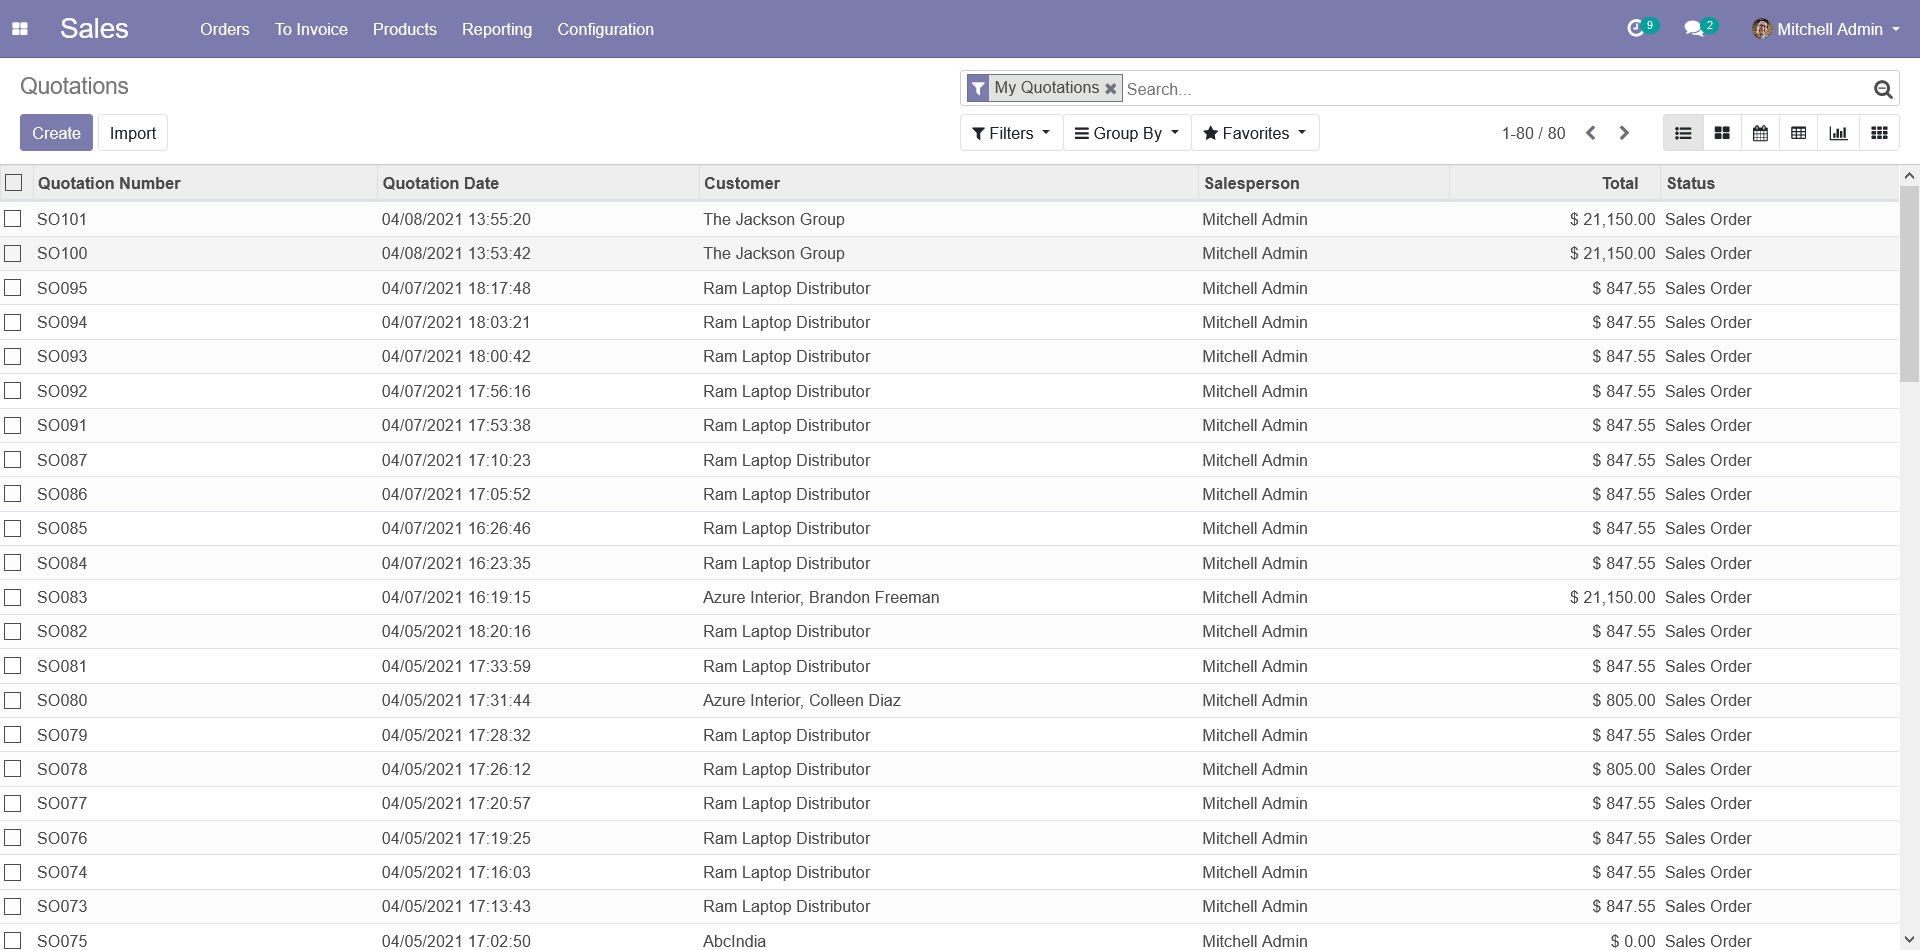 Sales Orders To Invoice Products Reporting Configuration 9 2 Mitchell Admin
Quotations My Quotations Search...
Create Import Filters Group By Favorites 1-80 / 80
Quotation Number Quotation Date Customer Salesperson Total Status
SO101 04/08/2021 13:55:20 The Jackson Group Mitchell Admin $ 21,150.00 Sales Order
SO100 04/08/2021 13:53:42 The Jackson Group Mitchell Admin $ 21,150.00 Sales Order
SO095 04/07/2021 18:17:48 Ram Laptop Distributor Mitchell Admin $ 847.55 Sales Order
SO094 04/07/2021 18:03:21 Ram Laptop Distributor Mitchell Admin $ 847.55 Sales Order
SO093 04/07/2021 18:00:42 Ram Laptop Distributor Mitchell Admin $ 847.55 Sales Order
SO092 04/07/2021 17:56:16 Ram Laptop Distributor Mitchell Admin $ 847.55 Sales Order
SO091 04/07/2021 17:53:38 Ram Laptop Distributor Mitchell Admin $ 847.55 Sales Order
SO087 04/07/2021 17:10:23 Ram Laptop Distributor Mitchell Admin $ 847.55 Sales Order
SO086 04/07/2021 17:05:52 Ram Laptop Distributor Mitchell Admin $ 847.55 Sales Order
SO085 04/07/2021 16:26:46 Ram Laptop Distributor Mitchell Admin $ 847.55 Sales Order
SO084 04/07/2021 16:23:35 Ram Laptop Distributor Mitchell Admin $ 847.55 Sales Order
SO083 04/07/2021 16:19:15 Azure Interior, Brandon Freeman Mitchell Admin $ 21,150.00 Sales Order
SO082 04/05/2021 18:20:16 Ram Laptop Distributor Mitchell Admin $ 847.55 Sales Order
SO081 04/05/2021 17:33:59 Ram Laptop Distributor Mitchell Admin $ 847.55 Sales Order
SO080 04/05/2021 17:31:44 Azure Interior, Colleen Diaz Mitchell Admin $ 805.00 Sales Order
SO079 04/05/2021 17:28:32 Ram Laptop Distributor Mitchell Admin $ 847.55 Sales Order
SO078 04/05/2021 17:26:12 Ram Laptop Distributor Mitchell Admin $ 805.00 Sales Order
SO077 04/05/2021 17:20:57 Ram Laptop Distributor Mitchell Admin $ 847.55 Sales Order
SO076 04/05/2021 17:19:25 Ram Laptop Distributor Mitchell Admin $ 847.55 Sales Order
SO074 04/05/2021 17:16:03 Ram Laptop Distributor Mitchell Admin $ 847.55 Sales Order
SO073 04/05/2021 17:13:43 Ram Laptop Distributor Mitchell Admin $ 847.55 Sales Order
SO075 04/05/2021 17:02:50 AbcIndia Mitchell Admin $ 0.00 Sales Order